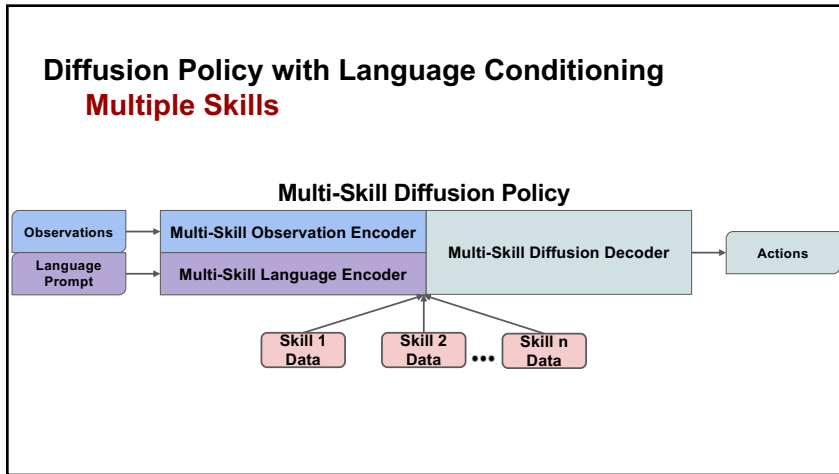 Diffusion Policy with Language Conditioning
Multiple Skills
Multi-Skill Diffusion Policy
Observations
Multi-Skill Observation Encoder
Multi-Skill Diffusion Decoder
Actions
Language
Prompt
Multi-Skill Language Encoder
Skill 1
Data
Skill 2
Data
•••
Skill n
Data